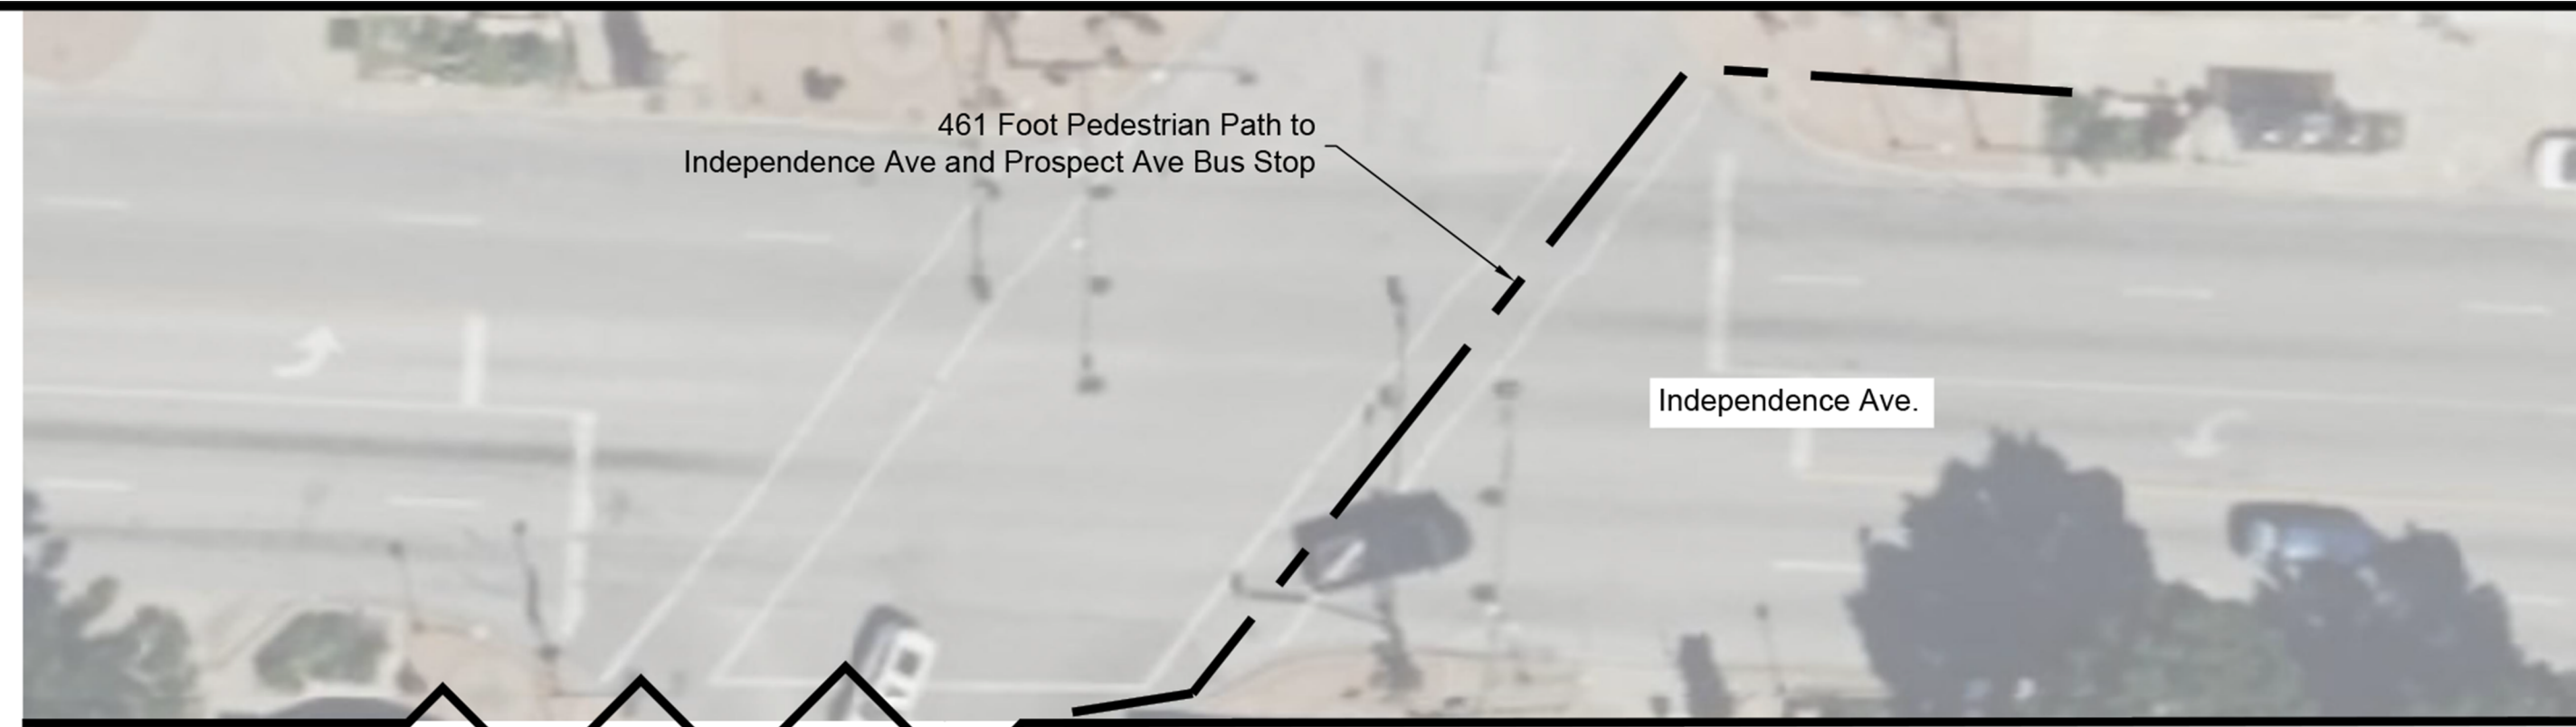 461 Foot Pedestrian Path to
Independence Ave and Prospect Ave Bus Stop
Independence Ave.